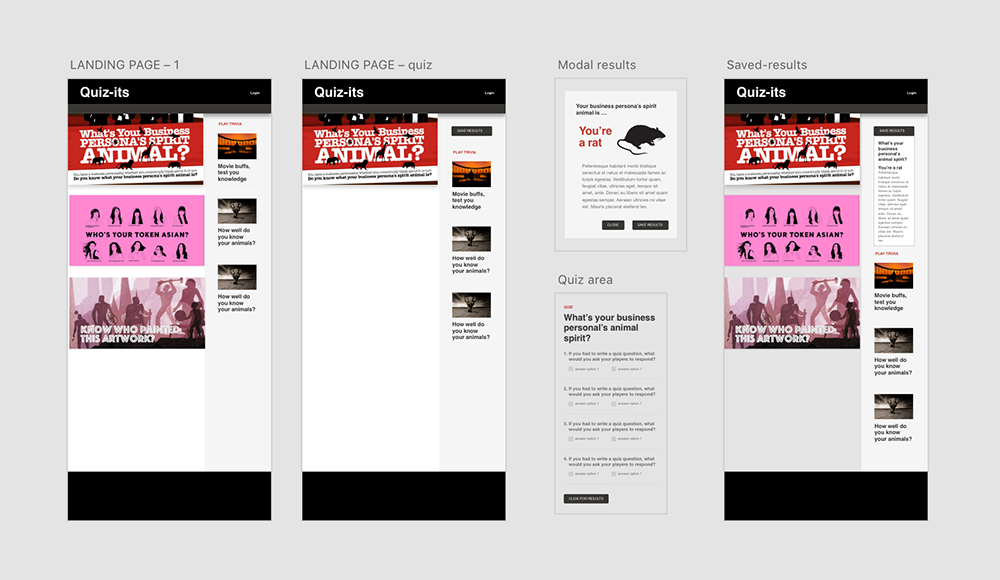 LANDING PAGE – 1
Quiz-its
Login
What's Your Business
PERSONA'S SPIRIT
ANIMAL?
Do you know what your business persona's spirit animal is?
WHO'S YOUR TOKEN ASIAN?
KNOW WHO PAINTED
THIS ARTWORK?
PLAY TRIVIA
Movie buffs,
test you
knowledge
How well do
you know
your animals?
How well do
you know
your animals?
LANDING PAGE – quiz
Quiz-its
Login
What's Your Business
PERSONA'S SPIRIT
ANIMAL?
Do you know what your business persona's spirit animal is?
SAVE RESULTS
PLAY TRIVIA
Movie buffs,
test you
knowledge
How well do
you know
your animals?
How well do
you know
your animals?
Modal results
Your business persona's spirit
animal is ...
You're
a rat
Pellentesque habitant morbi tristique
senectus et netus et malesuada fames ac
turpis egestas. Vestibulum tortor quam,
feugiat vitae, ultricies eget, tempor sit
amet, ante. Donec eu libero sit amet quam
egestas semper. Aenean ultricies mi vitae
est. Mauris placerat eleifend leo.
CLOSE
SAVE RESULTS
Quiz area
QUIZ
What's your business
personal's animal
spirit?
1. If you had to write a quiz question, what
would you ask your players to respond?
answer option 1
answer option 1
2. If you had to write a quiz question, what
would you ask your players to respond?
answer option 1
answer option 1
3. If you had to write a quiz question, what
would you ask your players to respond?
answer option 1
answer option 1
4. If you had to write a quiz question, what
would you ask your players to respond?
answer option 1
answer option 1
CLICK FOR RESULTS
Saved-results
Quiz-its
Login
What's Your Business
PERSONA'S SPIRIT
ANIMAL?
Do you know what your business persona's spirit animal is?
WHO'S YOUR TOKEN ASIAN?
KNOW WHO PAINTED
THIS ARTWORK?
SAVE RESULTS
What's your
business
persona's
spirit animal?
You're a rat
Pellentesque
habitant morbi
tristique
senectus et
netus et
malesuada
fames ac
turpis egestas.
Vestibulum
tortor quam,
feugiat vitae,
ultricies eget,
tempor sit
amet, ante.
Donec eu
libero sit amet
quam egestas
semper.
Aenean
ultricies mi
vitae est.
Mauris placerat
eleifend
leo.
PLAY TRIVIA
Movie buffs,
test you
knowledge
How well do
you know
your animals?
How well do
you know
your animals?